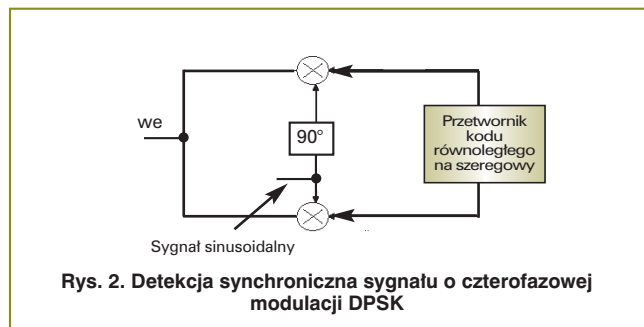 we
90°
Przetwornik
kodu
równoległego
na szeregowy
Sygnał sinusoidalny
Rys. 2. Detekcja synchroniczna sygnału o czterofazowej
modulacji DPSK